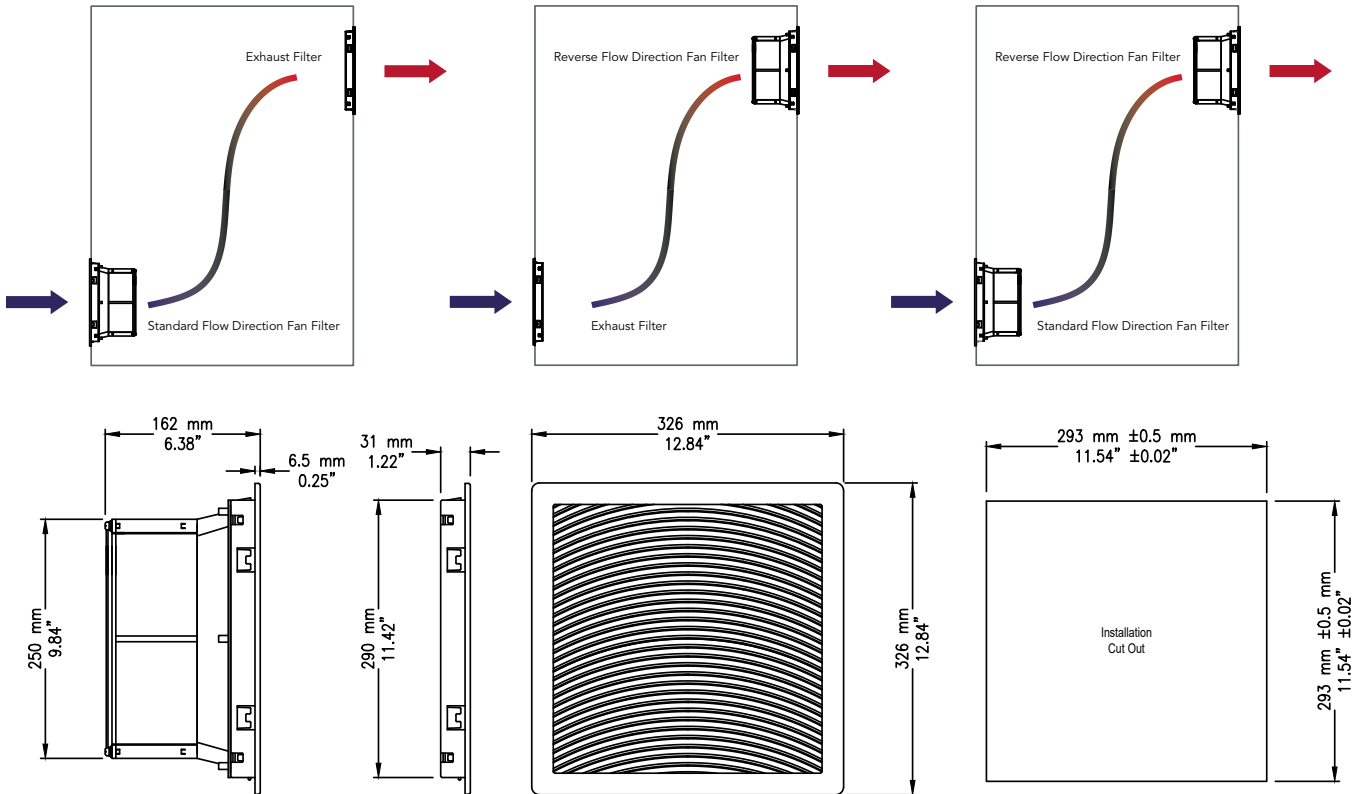 Exhaust Filter
Standard Flow Direction Fan Filter
Reverse Flow Direction Fan Filter
Exhaust Filter
Reverse Flow Direction Fan Filter
Standard Flow Direction Fan Filter
162 mm
6.38”
6.5 mm
0.25”
250 mm
9.84”
31 mm
1.22”
290 mm
11.42”
326 mm
12.84”
326 mm
12.84”
293 mm ±0.5 mm
11.54” ±0.02”
Installation
Cut Out
293 mm ±0.5 mm
11.54” ±0.02”